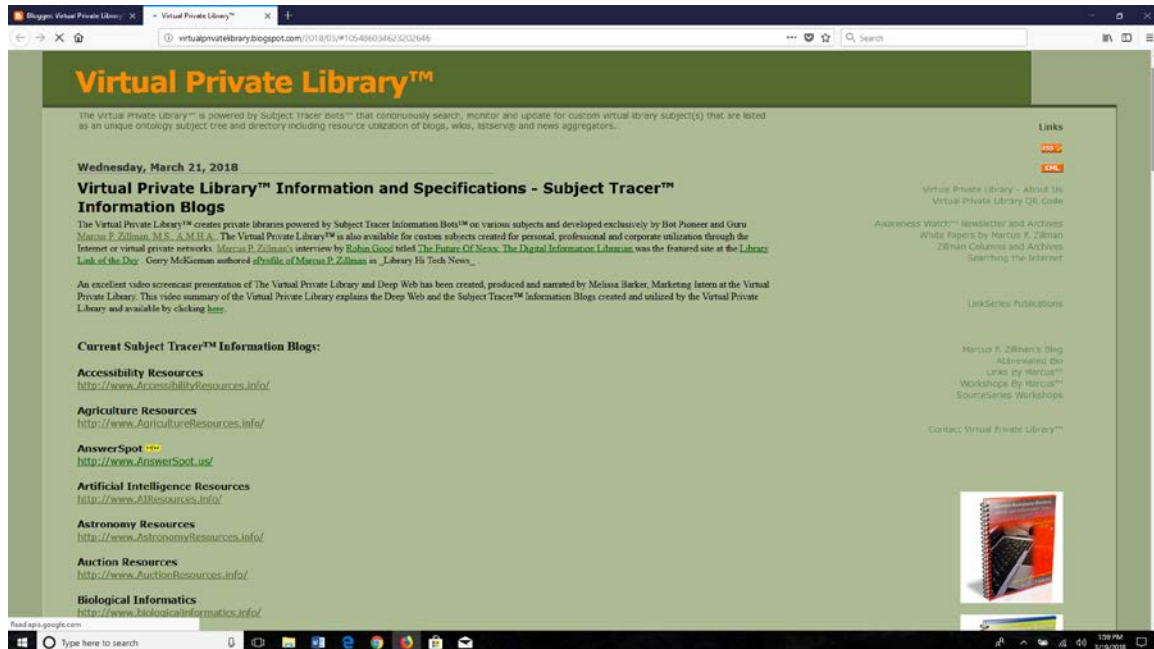 Blogger: Virtual Private Library
Virtual Private Library™
virtualprivatelibrary.blogspot.com/2018/03/#105486034623202646
Search
Virtual Private Library™
The Virtual Private Library™ is powered by Subject Tracer Bots™ that continuously search, monitor and update for custom virtual library subject(s) that are listed
as an unique ontology subject tree and directory including resource utilization of blogs, wikis, listserv® and news aggregators.
Wednesday, March 21, 2018
Virtual Private Library™ Information and Specifications - Subject Tracer™
Information Blogs
The Virtual Private Library™ creates private libraries powered by Subject Tracer Information Bots™ on various subjects and developed exclusively by Bot Pioneer and Guru
Marcus P. Zillman, M.S., A.M.H.A.. The Virtual Private Library™ is also available for custom subjects created for personal, professional and corporate utilization through the
Internet or virtual private networks. Marcus P. Zillman's interview by Robin Good titled The Future Of News: The Digital Information Librarian was the featured site at the Library
Link of the Day . Gerry McKiernan authored eProfile of Marcus P. Zillman in _Library Hi Tech News_ .
An excellent video screencast presentation of The Virtual Private Library and Deep Web has been created, produced and narrated by Melissa Barker, Marketing Intern at the Virtual
Private Library. This video summary of the Virtual Private Library explains the Deep Web and the Subject Tracer™ Information Blogs created and utilized by the Virtual Private
Library and available by clicking here.
Current Subject Tracer™ Information Blogs:
Accessibility Resources
http://www.AccessibilityResources.info/
Agriculture Resources
http://www.AgricultureResources.info/
AnswerSpot NEW
http://www.AnswerSpot.us/
Artificial Intelligence Resources
http://www.AIResources.info/
Astronomy Resources
http://www.AstronomyResources.info/
Auction Resources
http://www.AuctionResources.info/
Biological Informatics
http://www.biologicalinformatics.info/
Links
RSS
XML
Virtual Private Library - About Us
Virtual Private Library QR Code
Awareness Watch™ Newsletter and Archives
White Papers by Marcus P. Zillman
Zillman Columns and Archives
Searching the Internet
LinkSeries Publications
Marcus P. Zillman's Blog
Abbreviated Bio
Links By Marcus™
Workshops By Marcus™
SourceSeries Workshops
Contact Virtual Private Library™
Read apis.google.com
Type here to search
1:59 PM
3/19/2018